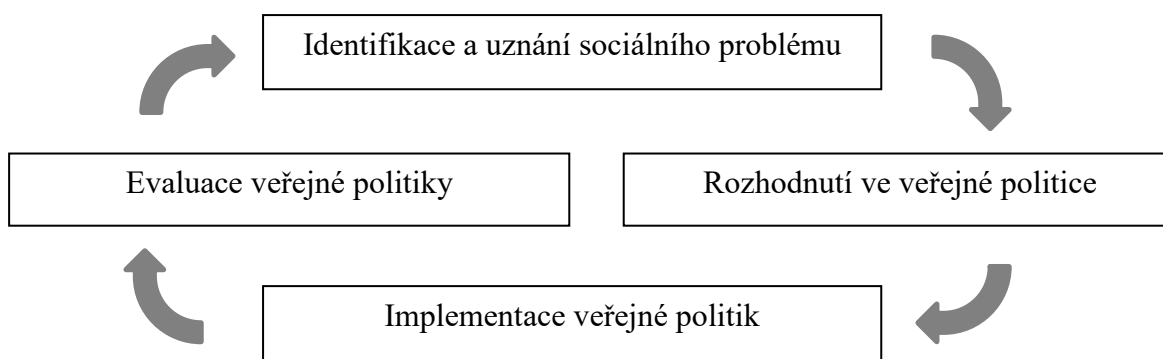 Identifikace a uznání sociálního problému
Evaluace veřejné politiky
Rozhodnutí ve veřejné politice
Implementace veřejné politik